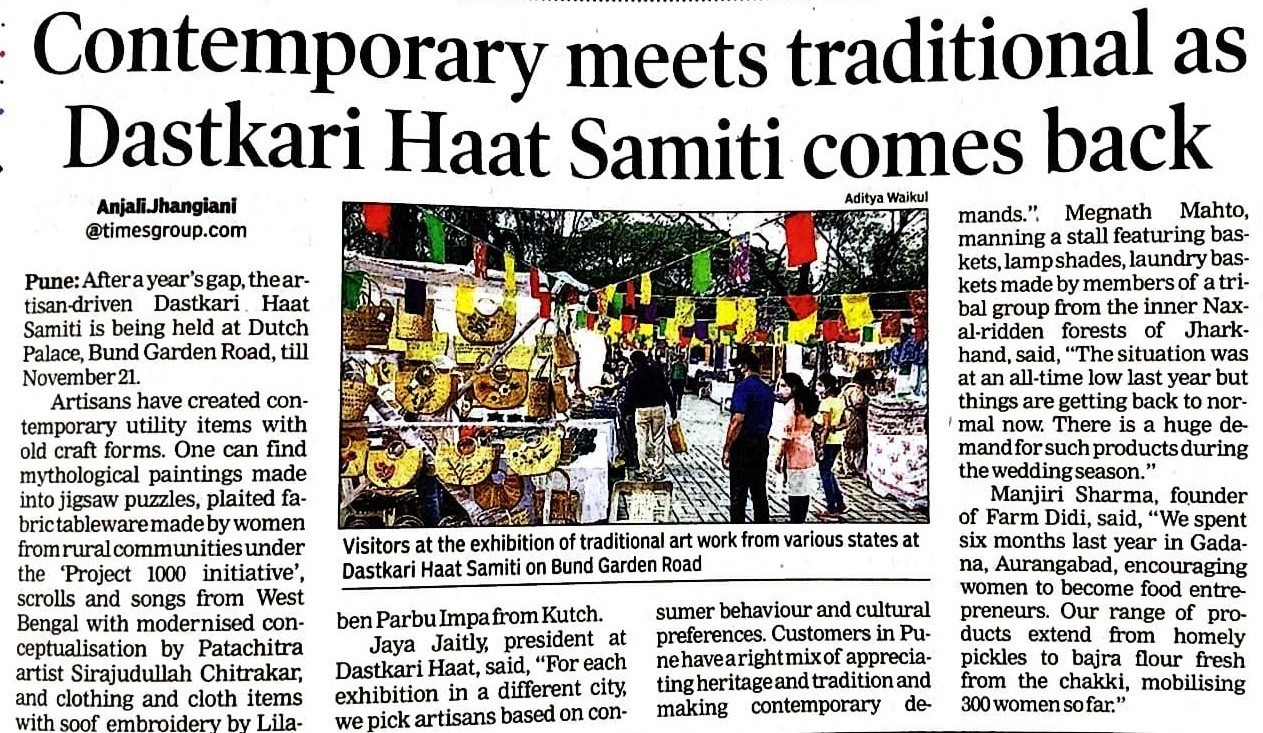 Contemporary meets traditional as
Dastkari Haat Samiti comes back
Anjali.Jhangiani
@timesgroup.com
Pune: After a year's gap, the ar-
tisan-driven Dastkari Haat
Samiti is being held at Dutch
Palace, Bund Garden Road, till
November 21.
Artisans have created con-
temporary utility items with
old craft forms. One can find
mythological paintings made
into jigsaw puzzles, plaited fa-
bric tableware made by women
from rural communities under
the 'Project 1000 initiative',
scrolls and songs from West
Bengal with modernised con-
ceptualisation by Patachitra
artist Sirajudullah Chitrakar,
and clothing and cloth items
with soof embroidery by Lila-
Aditya Waikul
Visitors at the exhibition of traditional art work from various states at
Dastkari Haat Samiti on Bund Garden Road
ben Parbu Impa from Kutch.
Jaya Jaitly, president at
Dastkari Haat, said, "For each
exhibition in a different city,
we pick artisans based on con-
sumer behaviour and cultural
preferences. Customers in Pu-
ne have a right mix of apprecia-
ting heritage and tradition and
making contemporary de-
mands.". Megnath Mahto,
manning a stall featuring bas-
kets, lamp shades, laundry bas-
kets made by members of a tri-
bal group from the inner Nax-
al-ridden forests of Jhark-
hand, said, "The situation was
at an all-time low last year but
things are getting back to nor-
mal now. There is a huge de-
mand for such products during
the wedding season."
Manjiri Sharma, founder
of Farm Didi, said, "We spent
six months last year in Gada-
na, Aurangabad, encouraging
women to become food entre-
preneurs. Our range of pro-
ducts extend from homely
pickles to bajra flour fresh
from the chakki, mobilising
300 women so far."